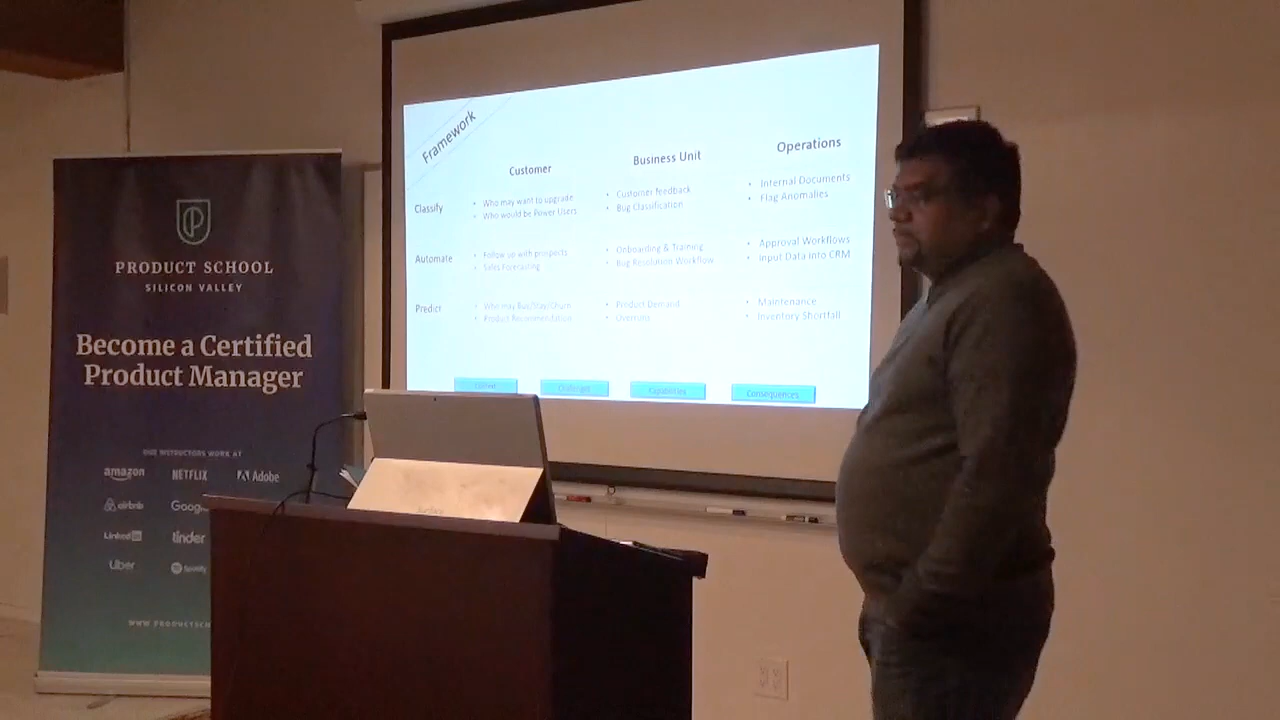 PRODUCT SCHOOL
SILICON VALLEY
Become a Certified
Product Manager
OUR INSTRUCTORS WORK AT
amazon NETFLIX Adobe
airbnb Google
Linked in tinder
Uber Spotify
Framework
Customer Business Unit Operations
Classify
• Who may want to upgrade
• Who would be Power Users
• Customer feedback
• Bug Classification
• Internal Documents
• Flag Anomalies
Automate
• Follow up with prospects
• Sales Forecasting
• Onboarding & Training
• Bug Resolution Workflow
• Approval Workflows
• Input Data into CRM
Predict
• Who may Buy/Stay/Churn
• Product Recommendation
• Product Demand
• Overruns
• Maintenance
• Inventory Shortfall
Challenges Capabilities Consequences